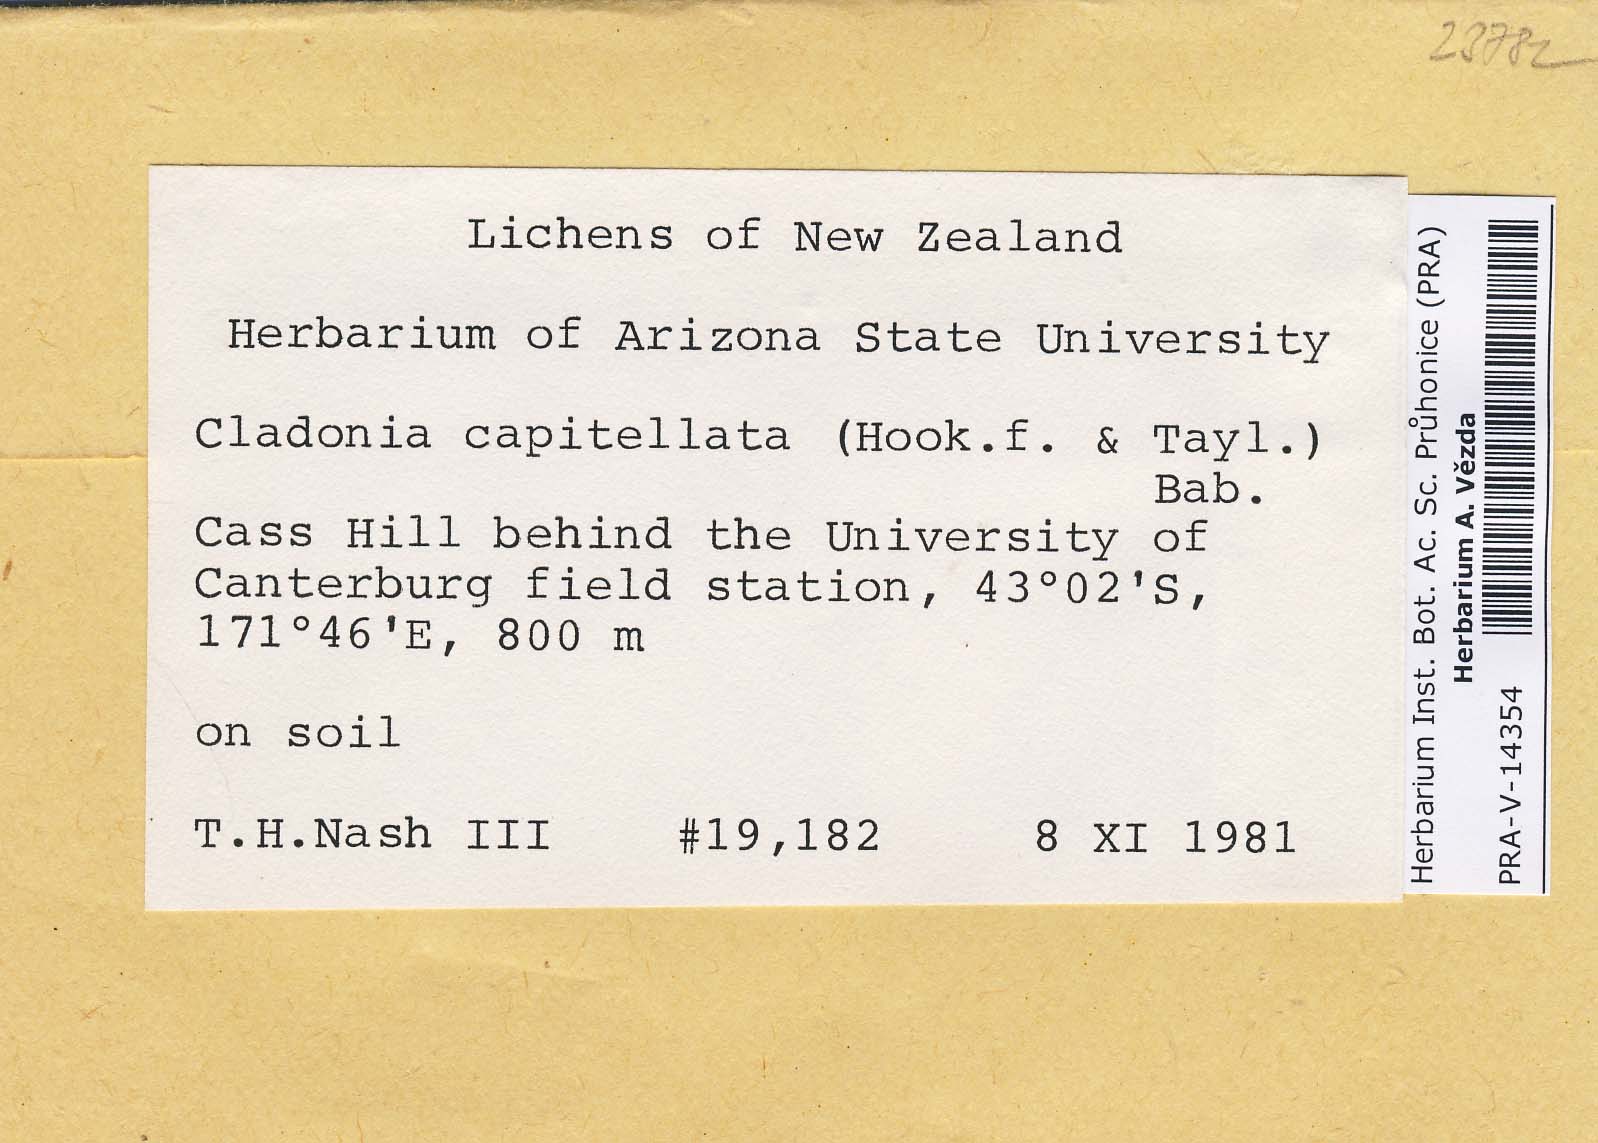 23782
Lichens of New Zealand
Herbarium of Arizona State University
Cladonia capitellata (Hook.f. & Tayl.)
Bab.
Cass Hill behind the University of
Canterburg field station, 43°02'S,
171°46'E, 800 m
on soil
T.H.Nash III #19,182 8 XI 1981
Herbarium Inst. Bot. Ac. Sc. Průhonice (PRA)
Herbarium A. Vězda
PRA-V-14354